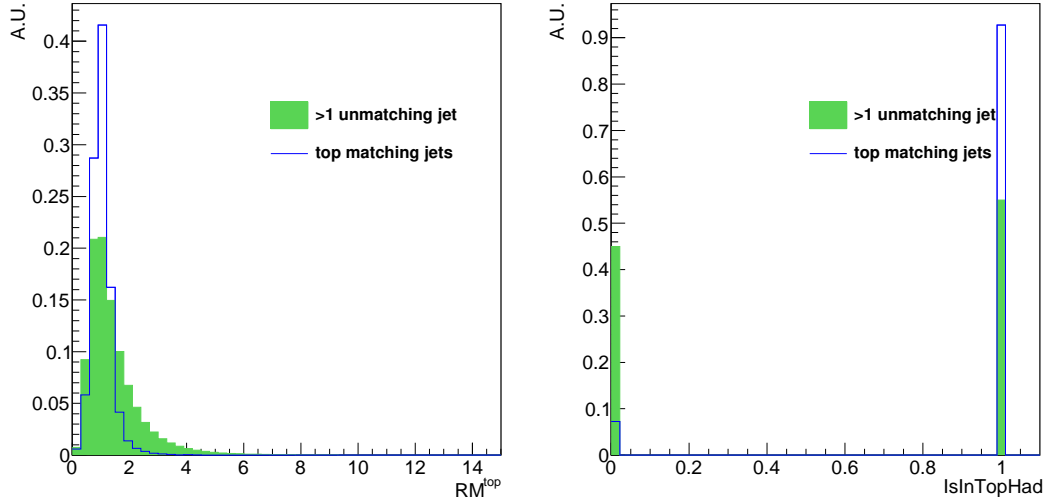 A.U.
0.4
0.35
0.3
0.25
0.2
0.15
0.1
0.05
0
>1 unmatching jet
top matching jets
0 2 4 6 8 10 12 14
RM^top
A.U.
0.9
0.8
0.7
0.6
0.5
0.4
0.3
0.2
0.1
0
>1 unmatching jet
top matching jets
0 0.2 0.4 0.6 0.8 1
IsInTopHad